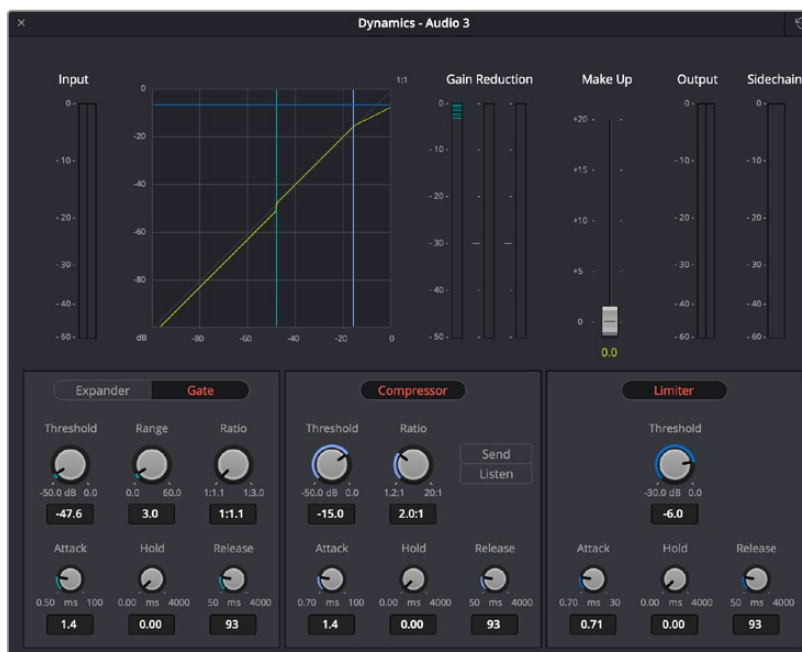 Dynamics - Audio 3
Input
Gain Reduction
Make Up
Output
Sidechain
1:1
0
-20
-40
-60
-80
dB
-80
-60
-40
-20
0
0-
-10-
-20-
-30-
-40-
-60-
0-
-10-
-20-
-30-
-40-
-50-
+20
+15
+10
+5
0
0.0
0-
-10-
-20-
-30-
-40-
-60-
0-
-10-
-20-
-30-
-40-
-60-
Expander Gate
Threshold Range Ratio
-50.0 dB 0.0 0.0 60.0 1:1.1 1:3.0
-47.6 3.0 1:1.1
Attack Hold Release
0.50 ms 100 0.00 ms 4000 50 ms 4000
1.4 0.00 93
Compressor
Threshold Ratio
Send
Listen
-50.0 dB 0.0 1.2:1 20:1
-15.0 2.0:1
Attack Hold Release
0.70 ms 100 0.00 ms 4000 50 ms 4000
1.4 0.00 93
Limiter
Threshold
-30.0 dB 0.0
-6.0
Attack Hold Release
0.70 ms 30 0.00 ms 4000 50 ms 4000
0.71 0.00 93